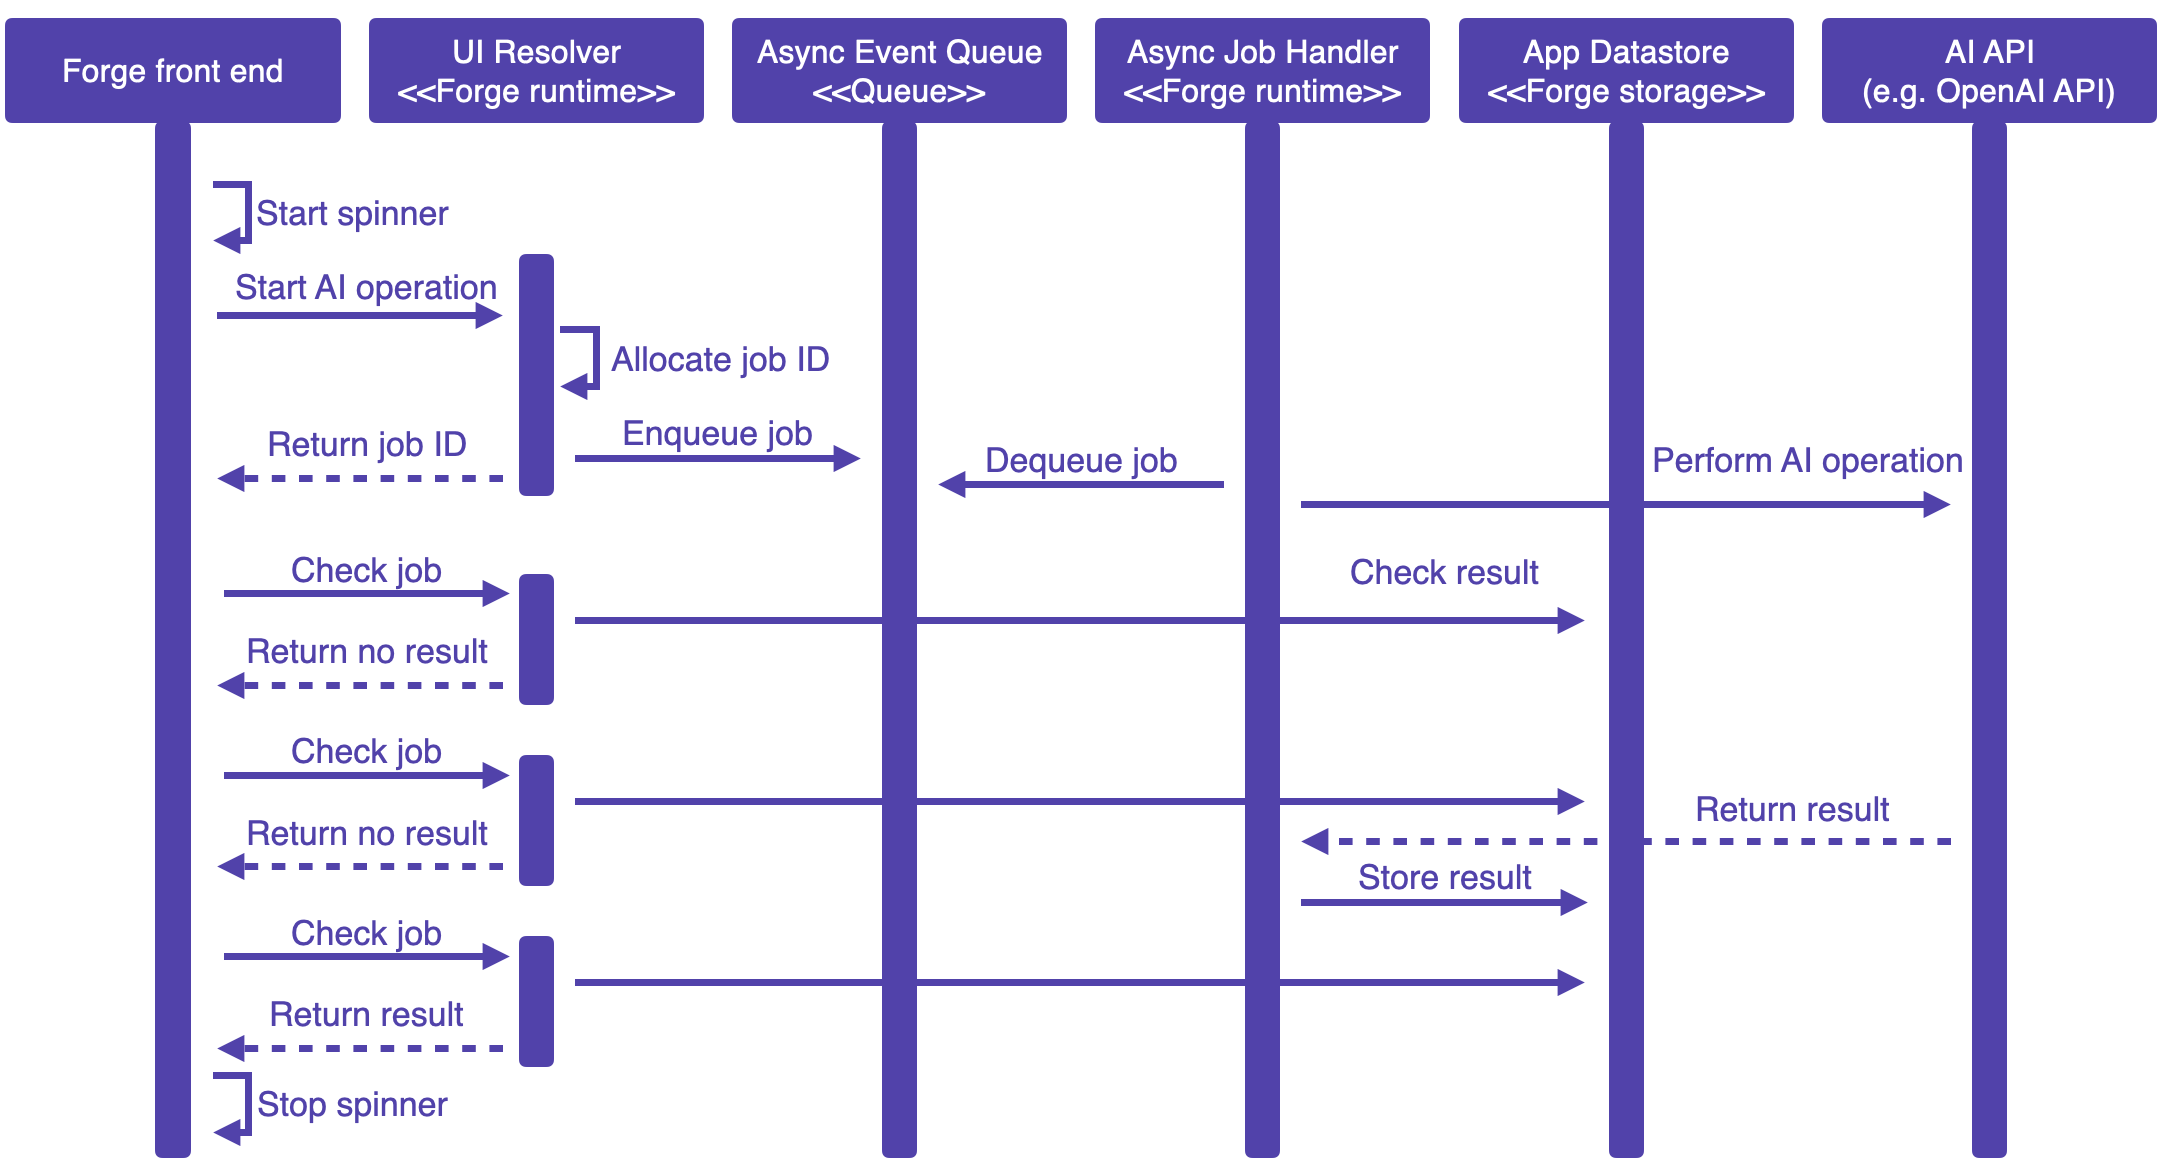 Forge front end
UI Resolver
<<Forge runtime>>
Async Event Queue
<<Queue>>
Async Job Handler
<<Forge runtime>>
App Datastore
<<Forge storage>>
AI API
(e.g. OpenAI API)
Start spinner
Start AI operation
Allocate job ID
Return job ID
Enqueue job
Dequeue job
Perform AI operation
Check job
Check result
Return no result
Check job
Return result
Return no result
Store result
Check job
Return result
Stop spinner